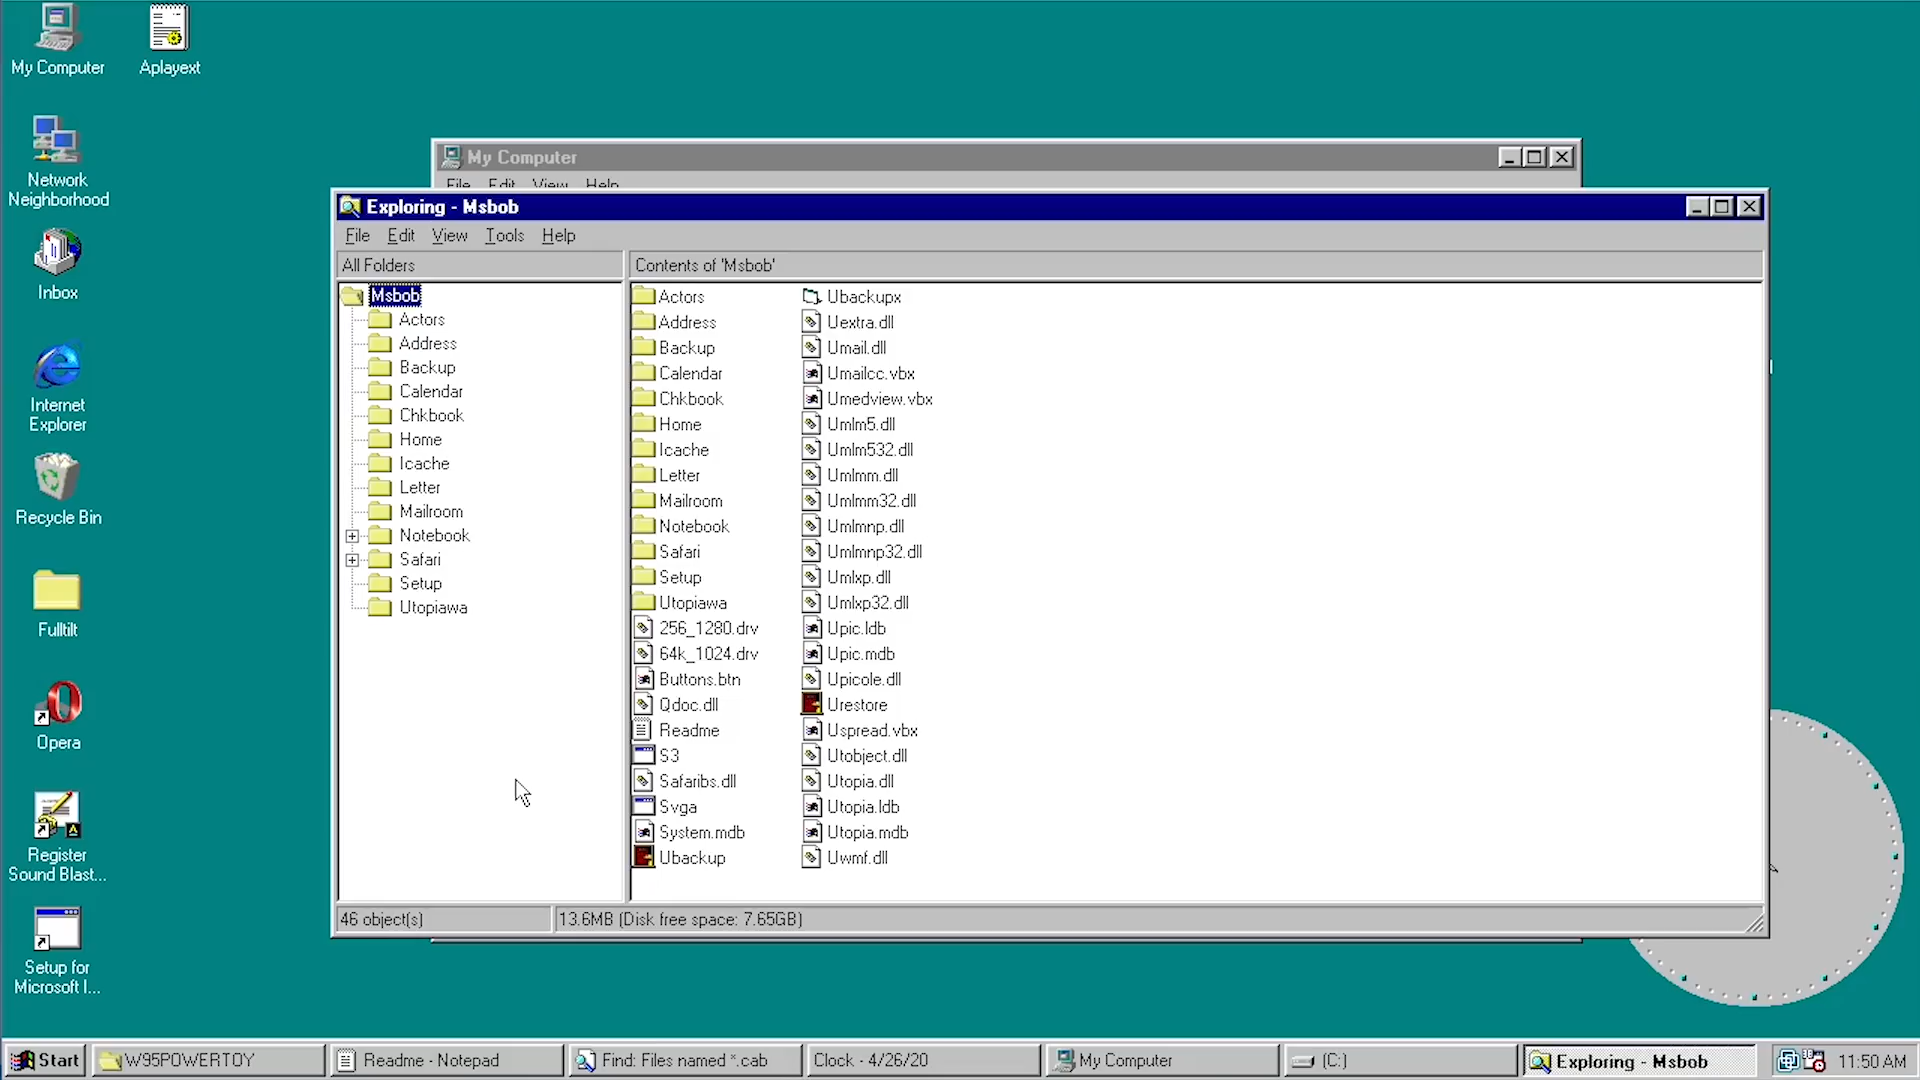 My Computer
Aplayext
Network
Neighborhood
Inbox
Internet
Explorer
Recycle Bin
Fulltilt
Opera
Register
Sound Blast...
Setup for
Microsoft I...
My Computer
File Edit View Help
Exploring - Msbob
File Edit View Tools Help
All Folders
Msbob
Actors
Address
Backup
Calendar
Chkbook
Home
Icache
Letter
Mailroom
Notebook
Safari
Setup
Utopiawa
Contents of 'Msbob'
Actors
Address
Backup
Calendar
Chkbook
Home
Icache
Letter
Mailroom
Notebook
Safari
Setup
Utopiawa
256_1280.drv
64k_1024.drv
Buttons.btn
Qdoc.dll
Readme
S3
Safaribs.dll
Svga
System.mdb
Ubackup
Ubackupx
Uextra.dll
Umail.dll
Umailcc.vbx
Umedview.vbx
Umlm5.dll
Umlm532.dll
Umlmm.dll
Umlmm32.dll
Umlmnp.dll
Umlmnp32.dll
Umlxp.dll
Umlxp32.dll
Upic.ldb
Upic.mdb
Upicole.dll
Urestore
Uspread.vbx
Utobject.dll
Utopia.dll
Utopia.ldb
Utopia.mdb
Uwmf.dll
46 object(s)
13.6MB (Disk free space: 7.65GB)
Start
W95POWERTOY
Readme - Notepad
Find: Files named *.cab
Clock - 4/26/20
My Computer
(C:)
Exploring - Msbob
11:50 AM